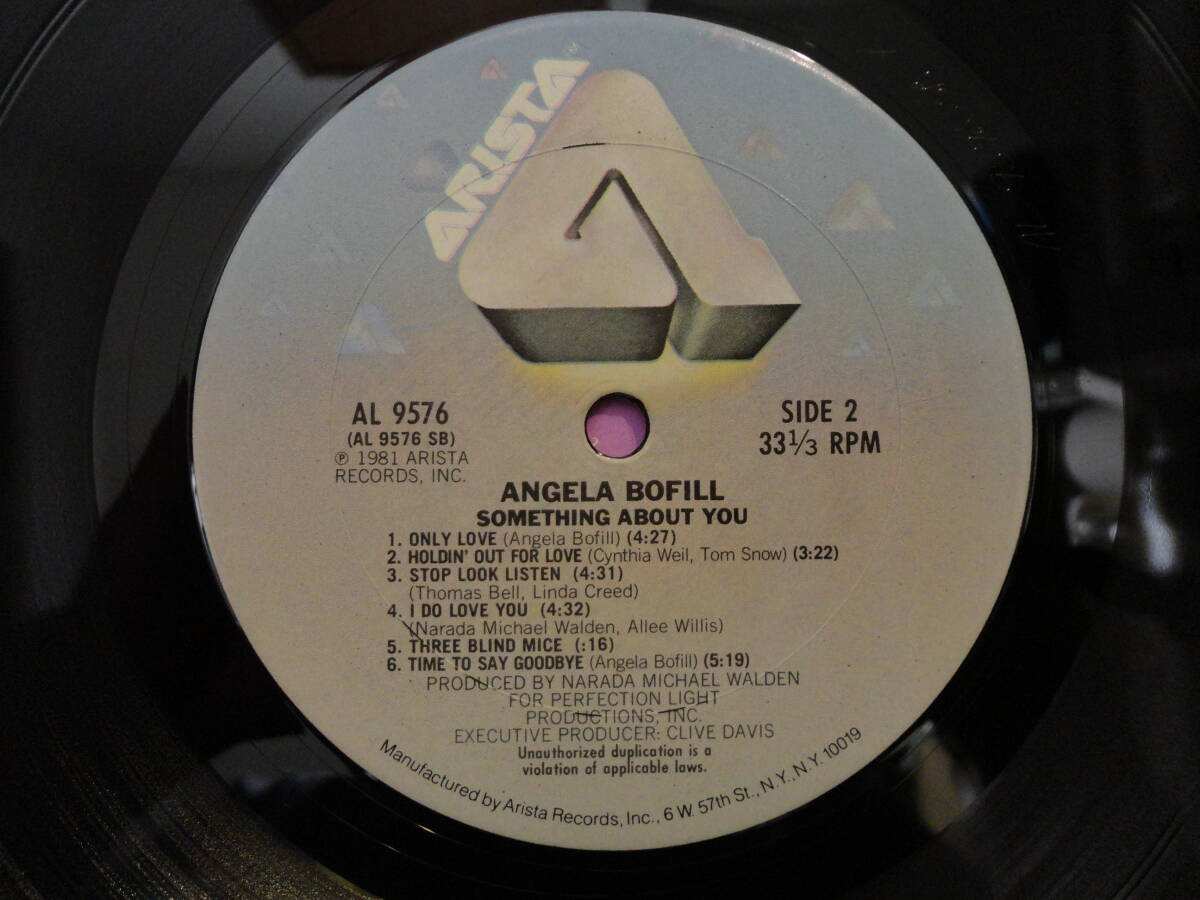 ARISTA
AL 9576
(AL 9576 SB)
℗ 1981 ARISTA
RECORDS, INC.
SIDE 2
33⅓ RPM
ANGELA BOFILL
SOMETHING ABOUT YOU
1. ONLY LOVE (Angela Bofill) (4:27)
2. HOLDIN' OUT FOR LOVE (Cynthia Weil, Tom Snow) (3:22)
3. STOP LOOK LISTEN (4:31)
(Thomas Bell, Linda Creed)
4. I DO LOVE YOU (4:32)
(Narada Michael Walden, Allee Willis)
5. THREE BLIND MICE (:16)
6. TIME TO SAY GOODBYE (Angela Bofill) (5:19)
PRODUCED BY NARADA MICHAEL WALDEN
FOR PERFECTION LIGHT
PRODUCTIONS, INC.
EXECUTIVE PRODUCER: CLIVE DAVIS
Unauthorized duplication is a
violation of applicable laws.
Manufactured by Arista Records, Inc., 6 W. 57th St., N.Y., N.Y. 10019